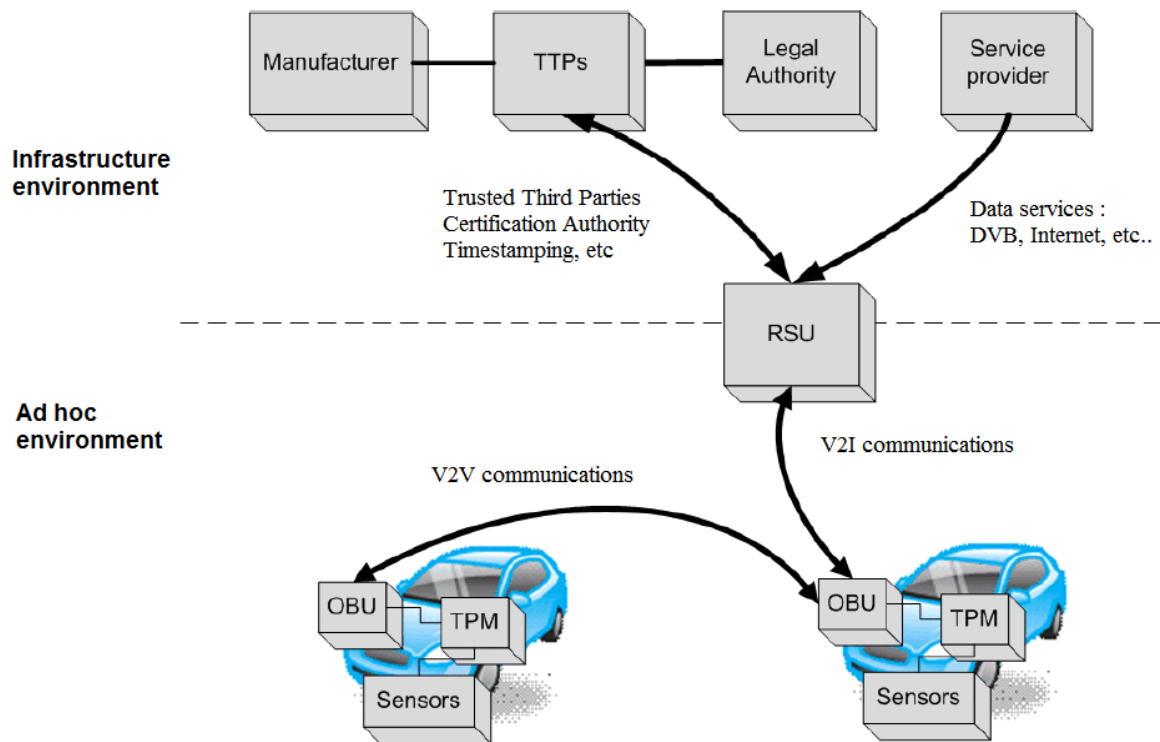 Manufacturer
TTPs
Legal
Authority
Service
provider
Infrastructure
environment
Trusted Third Parties
Certification Authority
Timestamping, etc
Data services :
DVB, Internet, etc..
RSU
Ad hoc
environment
V2I communications
V2V communications
OBU
TPM
Sensors
OBU
TPM
Sensors